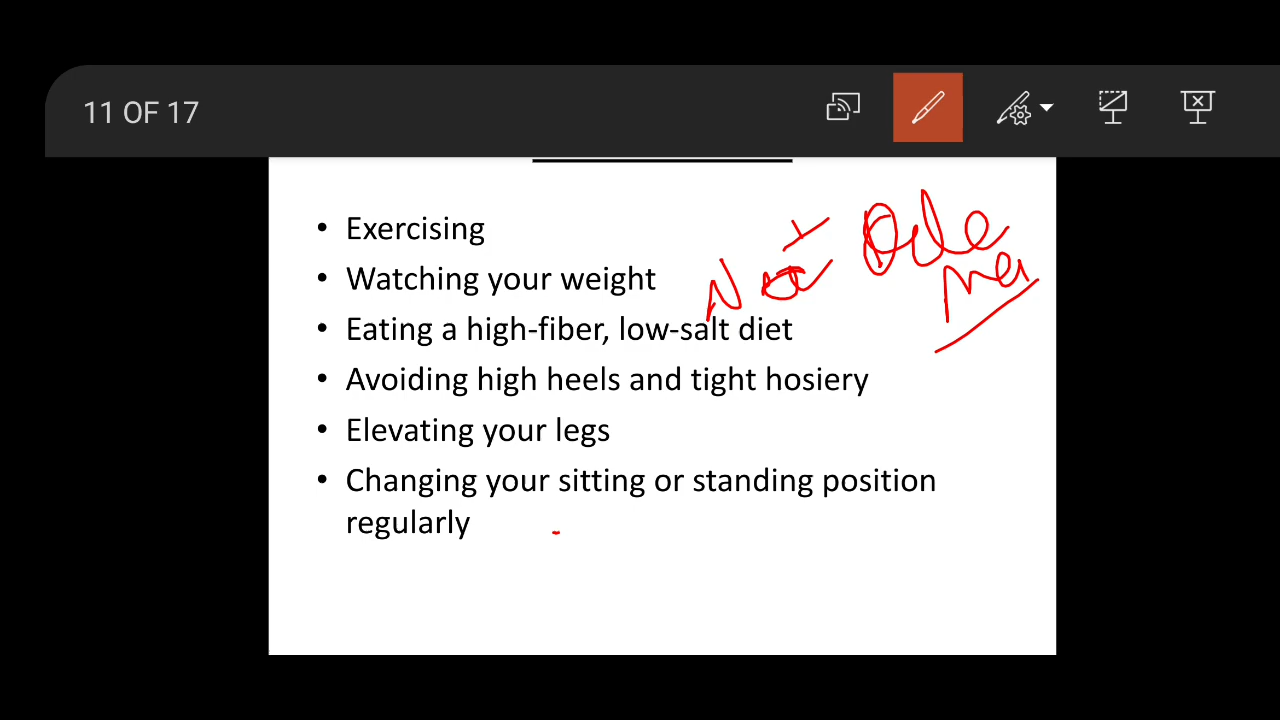 11 OF 17
• Exercising
• Watching your weight
• Eating a high-fiber, low-salt diet
• Avoiding high heels and tight hosiery
• Elevating your legs
• Changing your sitting or standing position
regularly